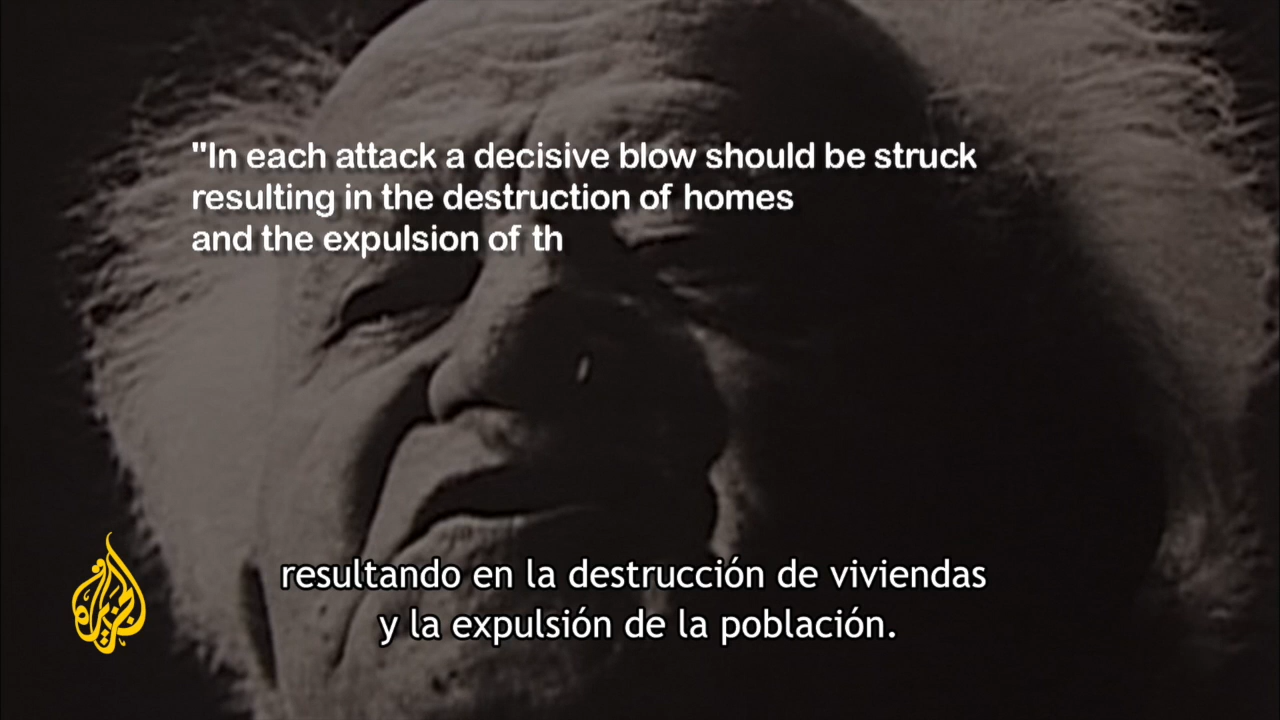 "In each attack a decisive blow should be struck
resulting in the destruction of homes
and the expulsion of th
resultando en la destrucción de viviendas
y la expulsión de la población.
الجزيرة